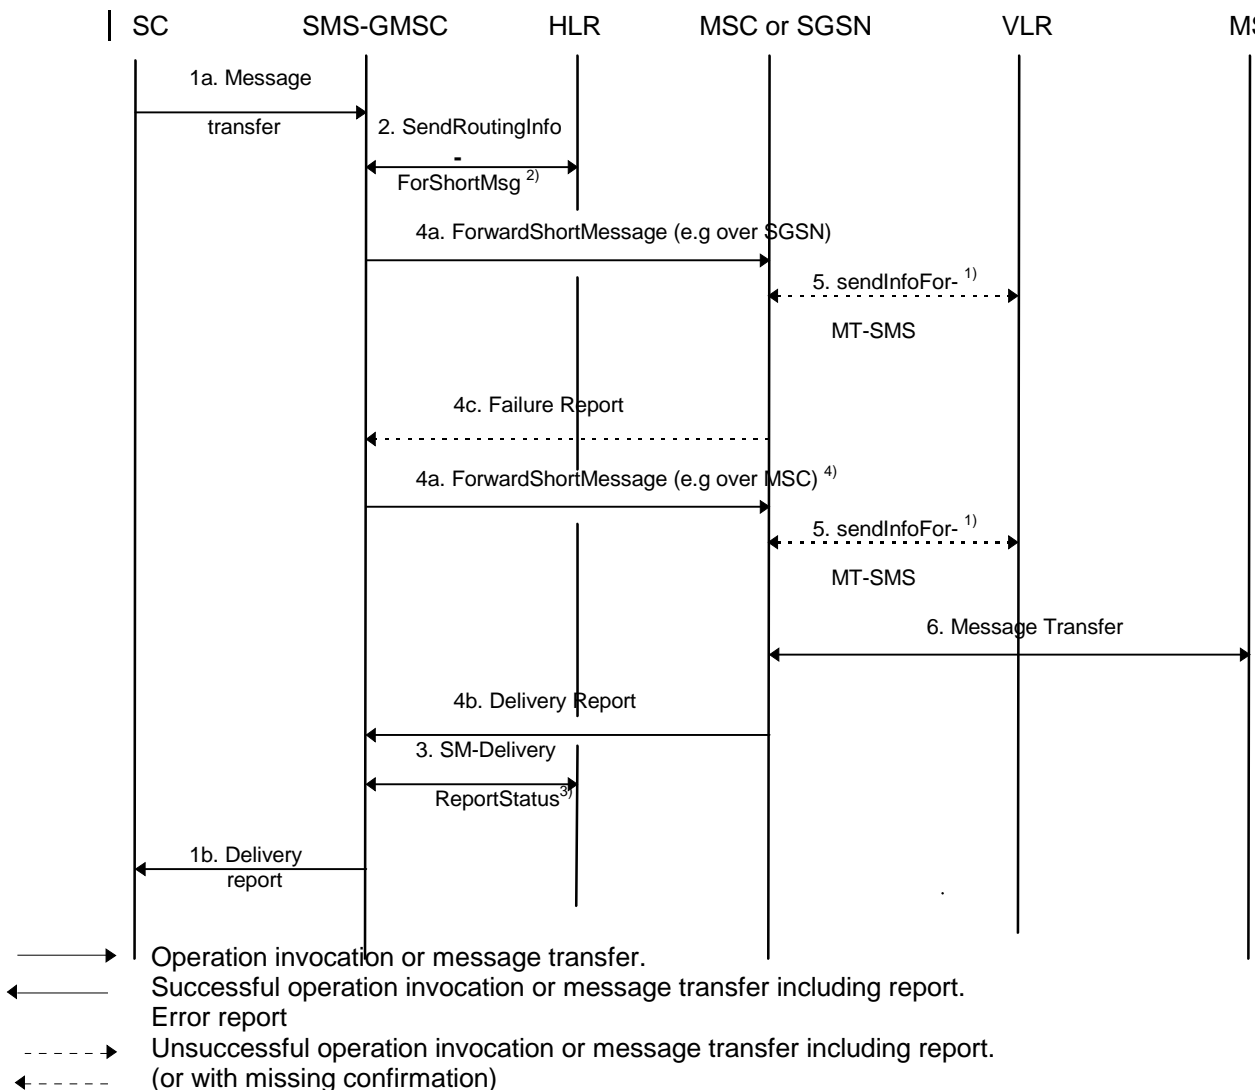 SC SMS-GMSC HLR MSC or SGSN VLR MS
1a. Message
transfer
2. SendRoutingInfo
-
ForShortMsg 2)
4a. ForwardShortMessage (e.g over SGSN)
5. sendInfoFor- 1)
MT-SMS
4c. Failure Report
4a. ForwardShortMessage (e.g over MSC) 4)
5. sendInfoFor- 1)
MT-SMS
6. Message Transfer
4b. Delivery Report
3. SM-Delivery
ReportStatus3)
1b. Delivery
report
.
Operation invocation or message transfer.
Successful operation invocation or message transfer including report.
Error report
Unsuccessful operation invocation or message transfer including report.
(or with missing confirmation)